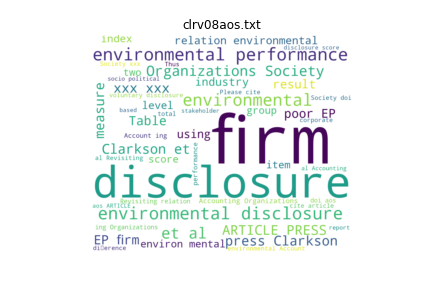 clrv08aos.txt
index
relation environmental
disclosure score
environmental performance
Society xxx
Thus
socio political
two
Organizations Society
xxx xxx
industry
Please cite
result
voluntary disclosure
measure
level
environmental
Society doi
based
total
stakeholder
corporate
Table
group
poor EP
Account ing
using
firm
Clarkson et
al Revisiting
score
performance
item
al Accounting
disclosure
Revisiting relation
Accounting Organizations
doi aos
aos ARTICLE
cite article
environmental disclosure
ing Organizations
et al
ARTICLE PRESS
report
EP firm
environ mental
press Clarkson
difference
environmental Account